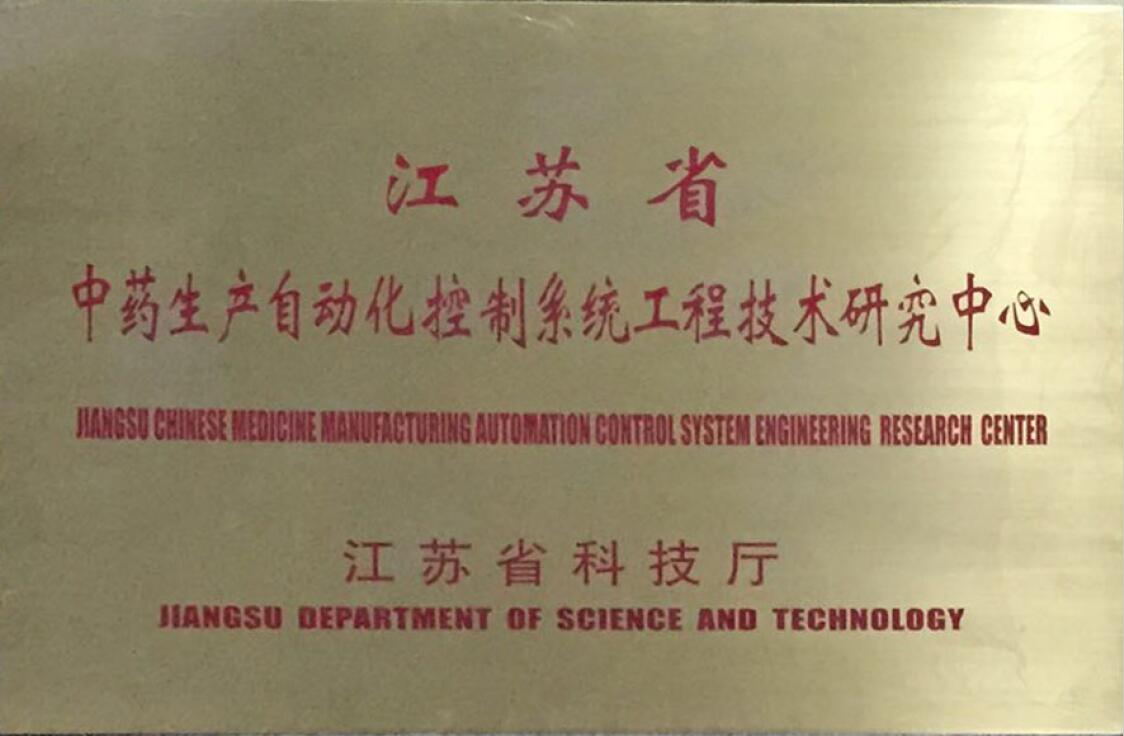 江苏省
中药生产自动化控制系统工程技术研究中心
JIANGSU CHINESE MEDICINE MANUFACTURING AUTOMATION CONTROL SYSTEM ENGINEERING RESEARCH CENTER
江苏省科技厅
JIANGSU DEPARTMENT OF SCIENCE AND TECHNOLOGY